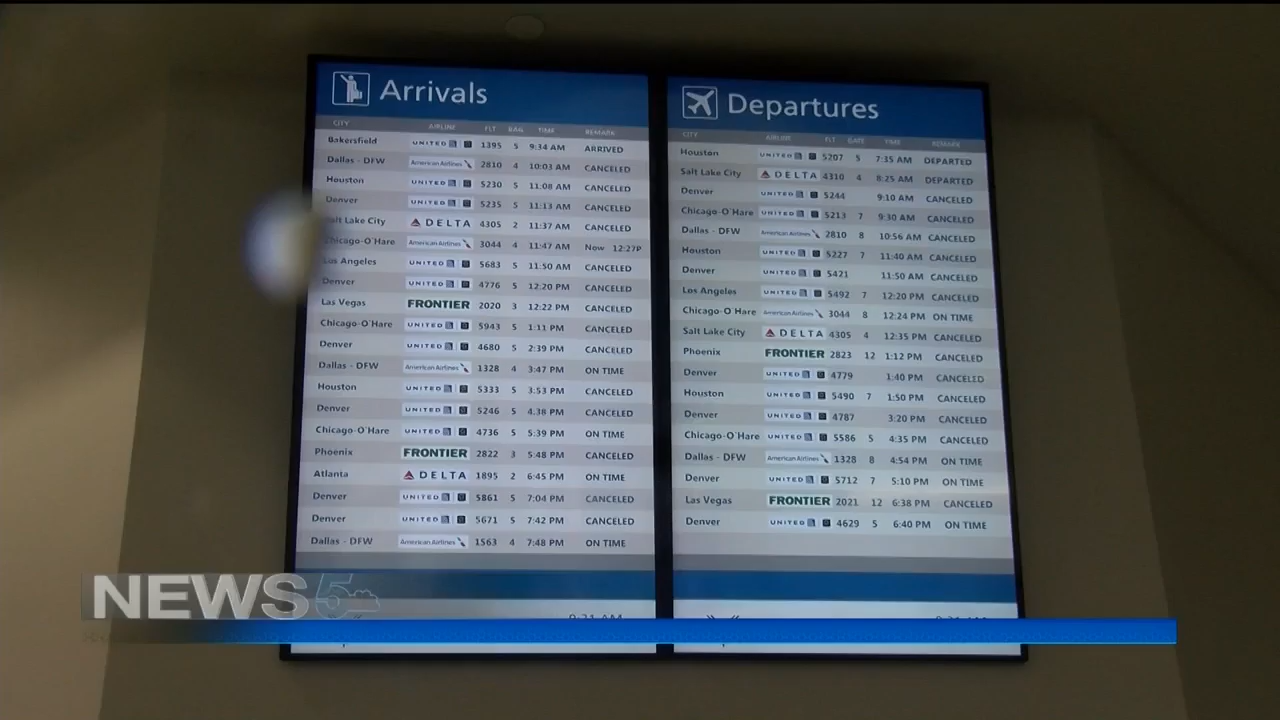 Arrivals
CITY AIRLINE FLT BAG TIME REMARK
Bakersfield UNITED 1395 5 9:34 AM ARRIVED
Dallas - DFW American Airlines 2810 4 10:03 AM CANCELED
Houston UNITED 5230 5 11:08 AM CANCELED
Denver UNITED 5235 5 11:13 AM CANCELED
Salt Lake City DELTA 4305 2 11:37 AM CANCELED
Chicago-O'Hare American Airlines 3044 4 11:47 AM Now 12:27P
Los Angeles UNITED 5683 5 11:50 AM CANCELED
Denver UNITED 4776 5 12:20 PM CANCELED
Las Vegas FRONTIER 2020 3 12:22 PM CANCELED
Chicago-O'Hare UNITED 5943 5 1:11 PM CANCELED
Denver UNITED 4680 5 2:39 PM CANCELED
Dallas - DFW American Airlines 1328 4 3:47 PM ON TIME
Houston UNITED 5333 5 3:53 PM CANCELED
Denver UNITED 5246 5 4:38 PM CANCELED
Chicago-O'Hare UNITED 4736 5 5:39 PM ON TIME
Phoenix FRONTIER 2822 3 5:48 PM CANCELED
Atlanta DELTA 1895 2 6:45 PM ON TIME
Denver UNITED 5861 5 7:04 PM CANCELED
Denver UNITED 5671 5 7:42 PM CANCELED
Dallas - DFW American Airlines 1563 4 7:48 PM ON TIME
Departures
CITY AIRLINE FLT GATE TIME REMARK
Houston UNITED 5207 5 7:35 AM DEPARTED
Salt Lake City DELTA 4310 4 8:25 AM DEPARTED
Denver UNITED 5244 9:10 AM CANCELED
Chicago-O'Hare UNITED 5213 7 9:30 AM CANCELED
Dallas - DFW American Airlines 2810 8 10:56 AM CANCELED
Houston UNITED 5227 7 11:40 AM CANCELED
Denver UNITED 5421 11:50 AM CANCELED
Los Angeles UNITED 5492 7 12:20 PM CANCELED
Chicago-O'Hare American Airlines 3044 8 12:24 PM ON TIME
Salt Lake City DELTA 4305 4 12:35 PM CANCELED
Phoenix FRONTIER 2823 12 1:12 PM CANCELED
Denver UNITED 4779 1:40 PM CANCELED
Houston UNITED 5490 7 1:50 PM CANCELED
Denver UNITED 4787 3:20 PM CANCELED
Chicago-O'Hare UNITED 5586 5 4:35 PM CANCELED
Dallas - DFW American Airlines 1328 8 4:54 PM ON TIME
Denver UNITED 5712 7 5:10 PM ON TIME
Las Vegas FRONTIER 2021 12 6:38 PM CANCELED
Denver UNITED 4629 5 6:40 PM ON TIME
NEWS 5